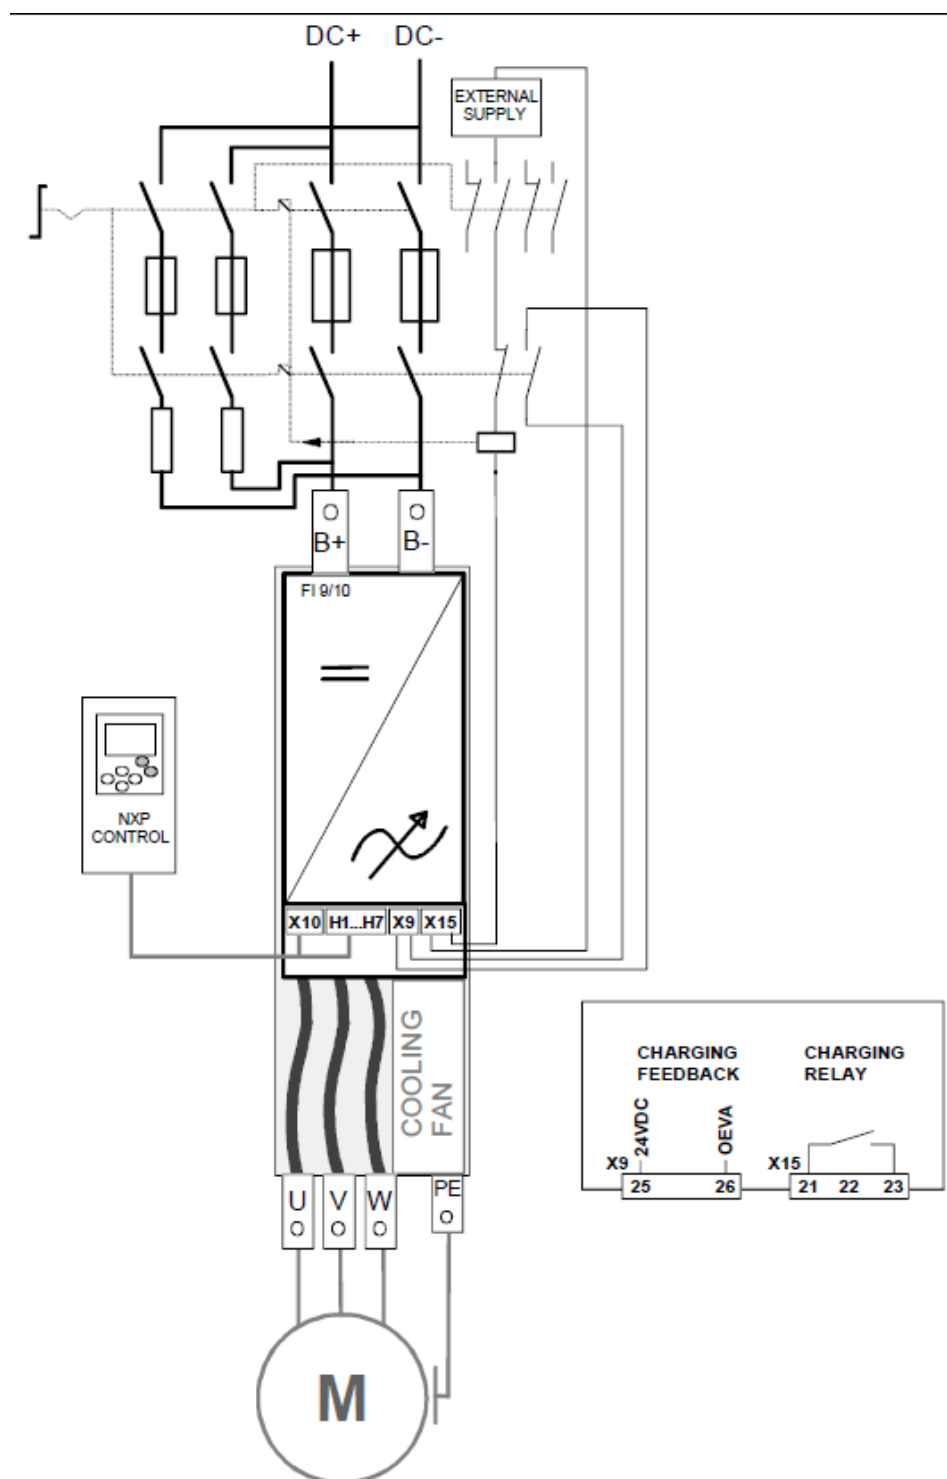 DC+ DC-
EXTERNAL
SUPPLY
B+ B-
FI 9/10
NXP
CONTROL
X10 H1...H7 X9 X15
COOLING
FAN
CHARGING
FEEDBACK
CHARGING
RELAY
24VDC
OEVA
X9
X15
25 26 21 22 23
U V W PE
M